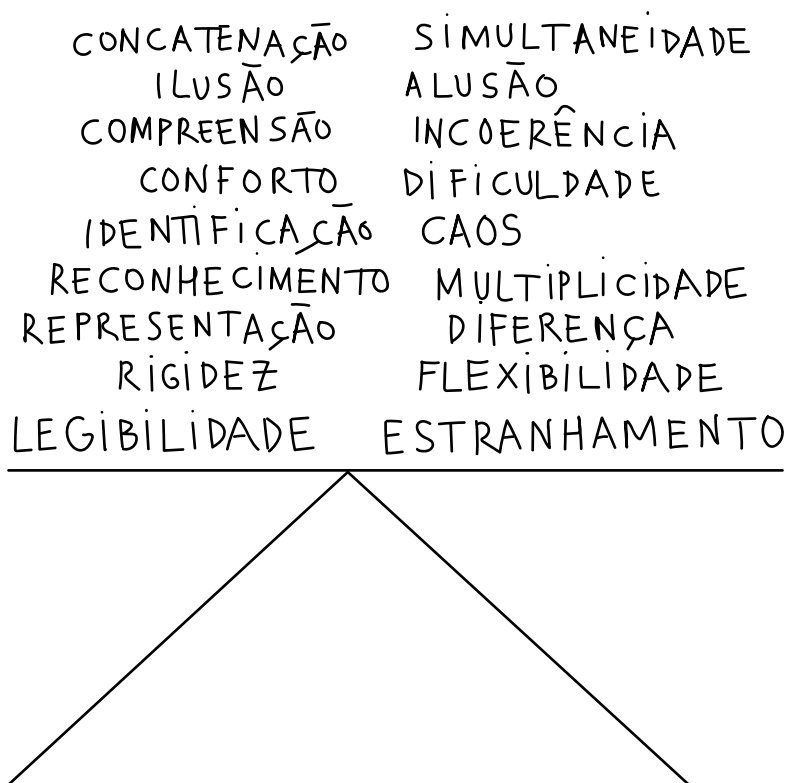 CONCATENAÇÃO SIMULTANEIDADE
ILUSÃO ALUSÃO
COMPREENSÃO INCOERÊNCIA
CONFORTO DIFICULDADE
IDENTIFICAÇÃO CAOS
RECONHECIMENTO MULTIPLICIDADE
REPRESENTAÇÃO DIFERENÇA
RIGIDEZ FLEXIBILIDADE
LEGIBILIDADE ESTRANHAMENTO